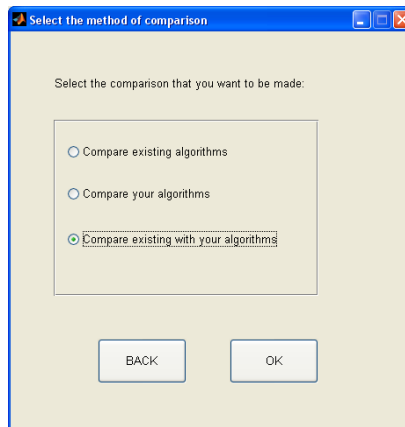 Select the method of comparison
Select the comparison that you want to be made:
Compare existing algorithms
Compare your algorithms
Compare existing with your algorithms
BACK
OK